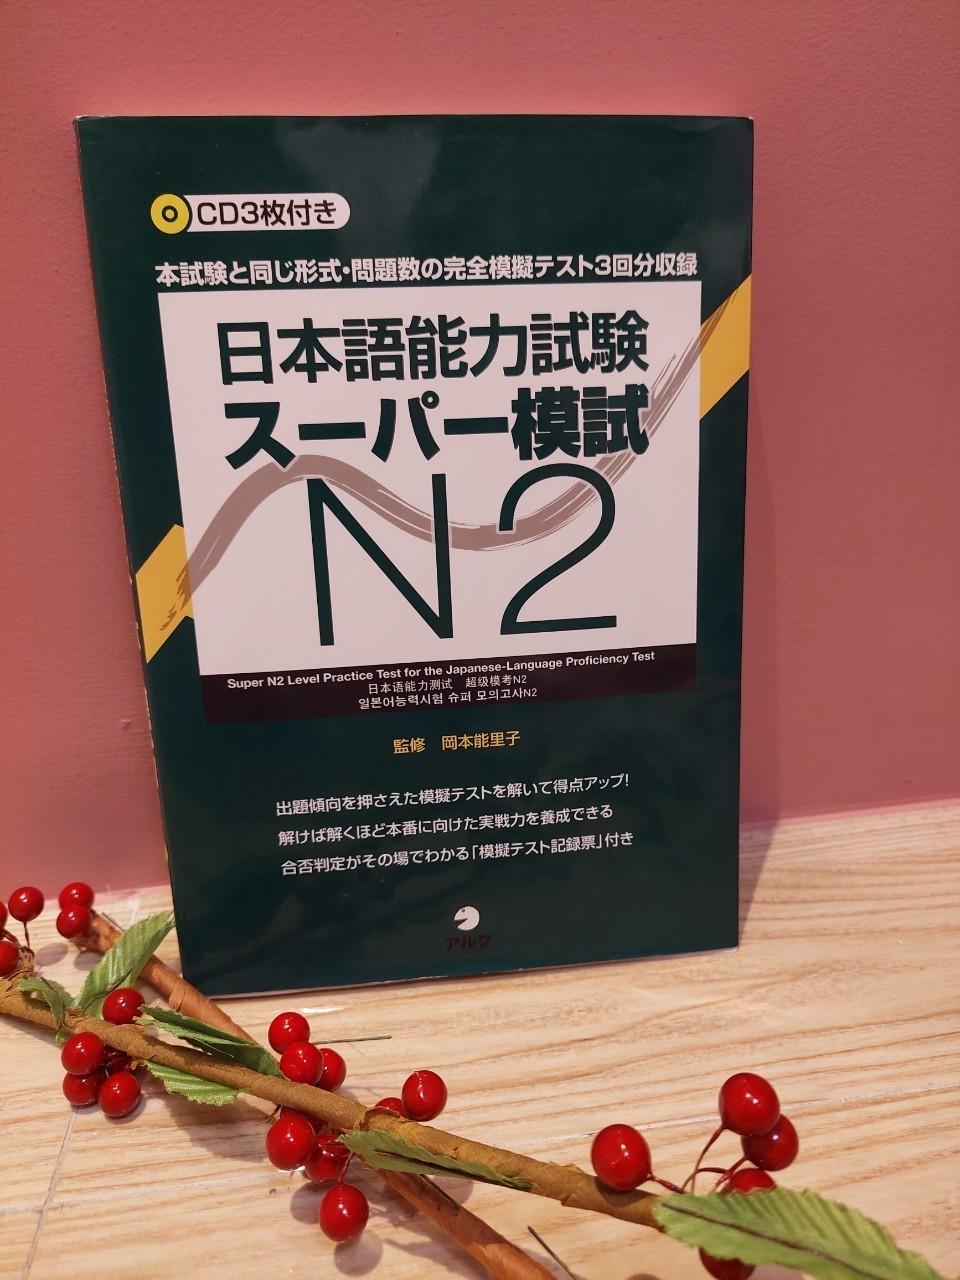 CD3枚付き
本試験と同じ形式・問題数の完全模擬テスト3回分収録
日本語能力試験
スーパー模試
N2
Super N2 Level Practice Test for the Japanese-Language Proficiency Test
日本语能力测试　超级模考N2
일본어능력시험 슈퍼 모의고사N2
監修　岡本能里子
出題傾向を押さえた模擬テストを解いて得点アップ!
解けば解くほど本番に向けた実戦力を養成できる
合否判定がその場でわかる「模擬テスト記録票」付き
アルク